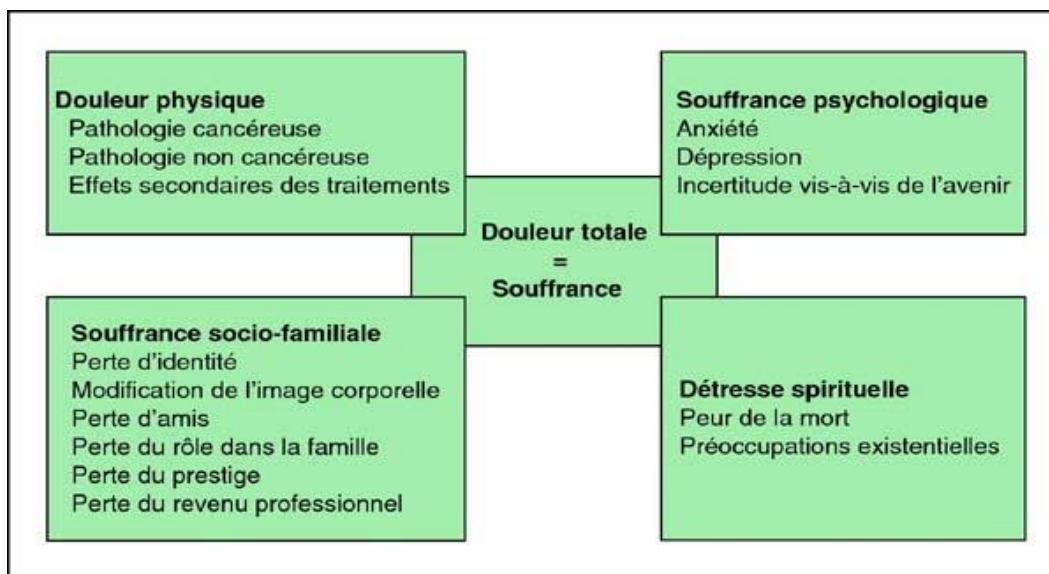 Douleur physique
Pathologie cancéreuse
Pathologie non cancéreuse
Effets secondaires des traitements
Souffrance psychologique
Anxiété
Dépression
Incertitude vis-à-vis de l'avenir
Douleur totale
=
Souffrance
Souffrance socio-familiale
Perte d'identité
Modification de l'image corporelle
Perte d'amis
Perte du rôle dans la famille
Perte du prestige
Perte du revenu professionnel
Détresse spirituelle
Peur de la mort
Préoccupations existentielles